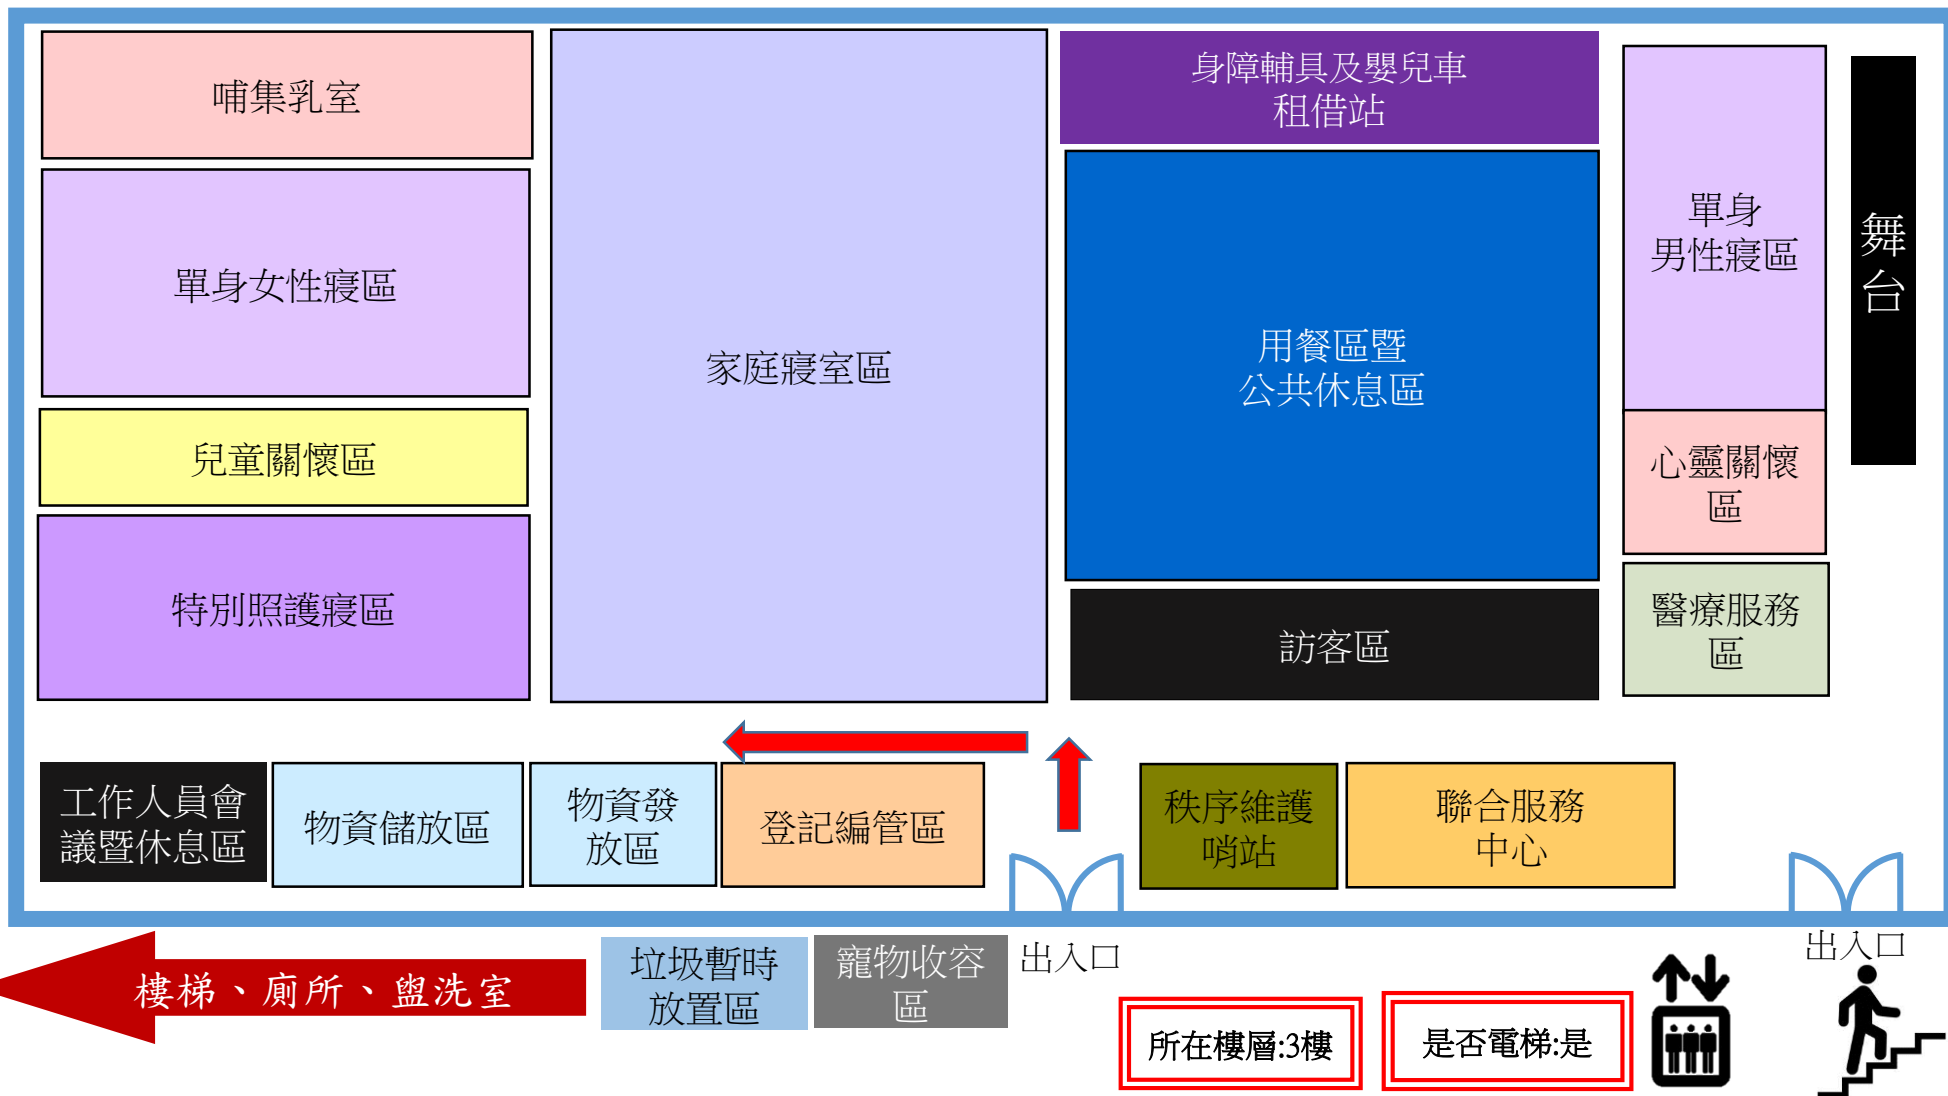 哺集乳室
單身女性寢區
兒童關懷區
特別照護寢區
家庭寢室區
身障輔具及嬰兒車
租借站
用餐區暨
公共休息區
訪客區
單身
男性寢區
心靈關懷
區
醫療服務
區
舞
台
工作人員會
議暨休息區
物資儲放區
物資發
放區
登記編管區
秩序維護
哨站
聯合服務
中心
樓梯、廁所、盥洗室
垃圾暫時
放置區
寵物收容
區
出入口
出入口
所在樓層:3樓
是否電梯:是